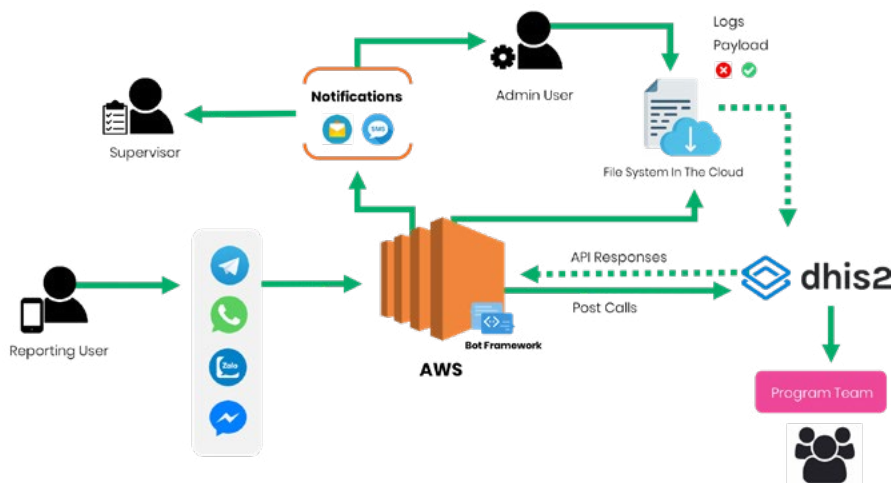 Logs
Payload
Notifications
SMS
Admin User
Supervisor
File System In The Cloud
API Responses
dhis2
Post Calls
Zalo
Bot Framework
Reporting User
AWS
Program Team